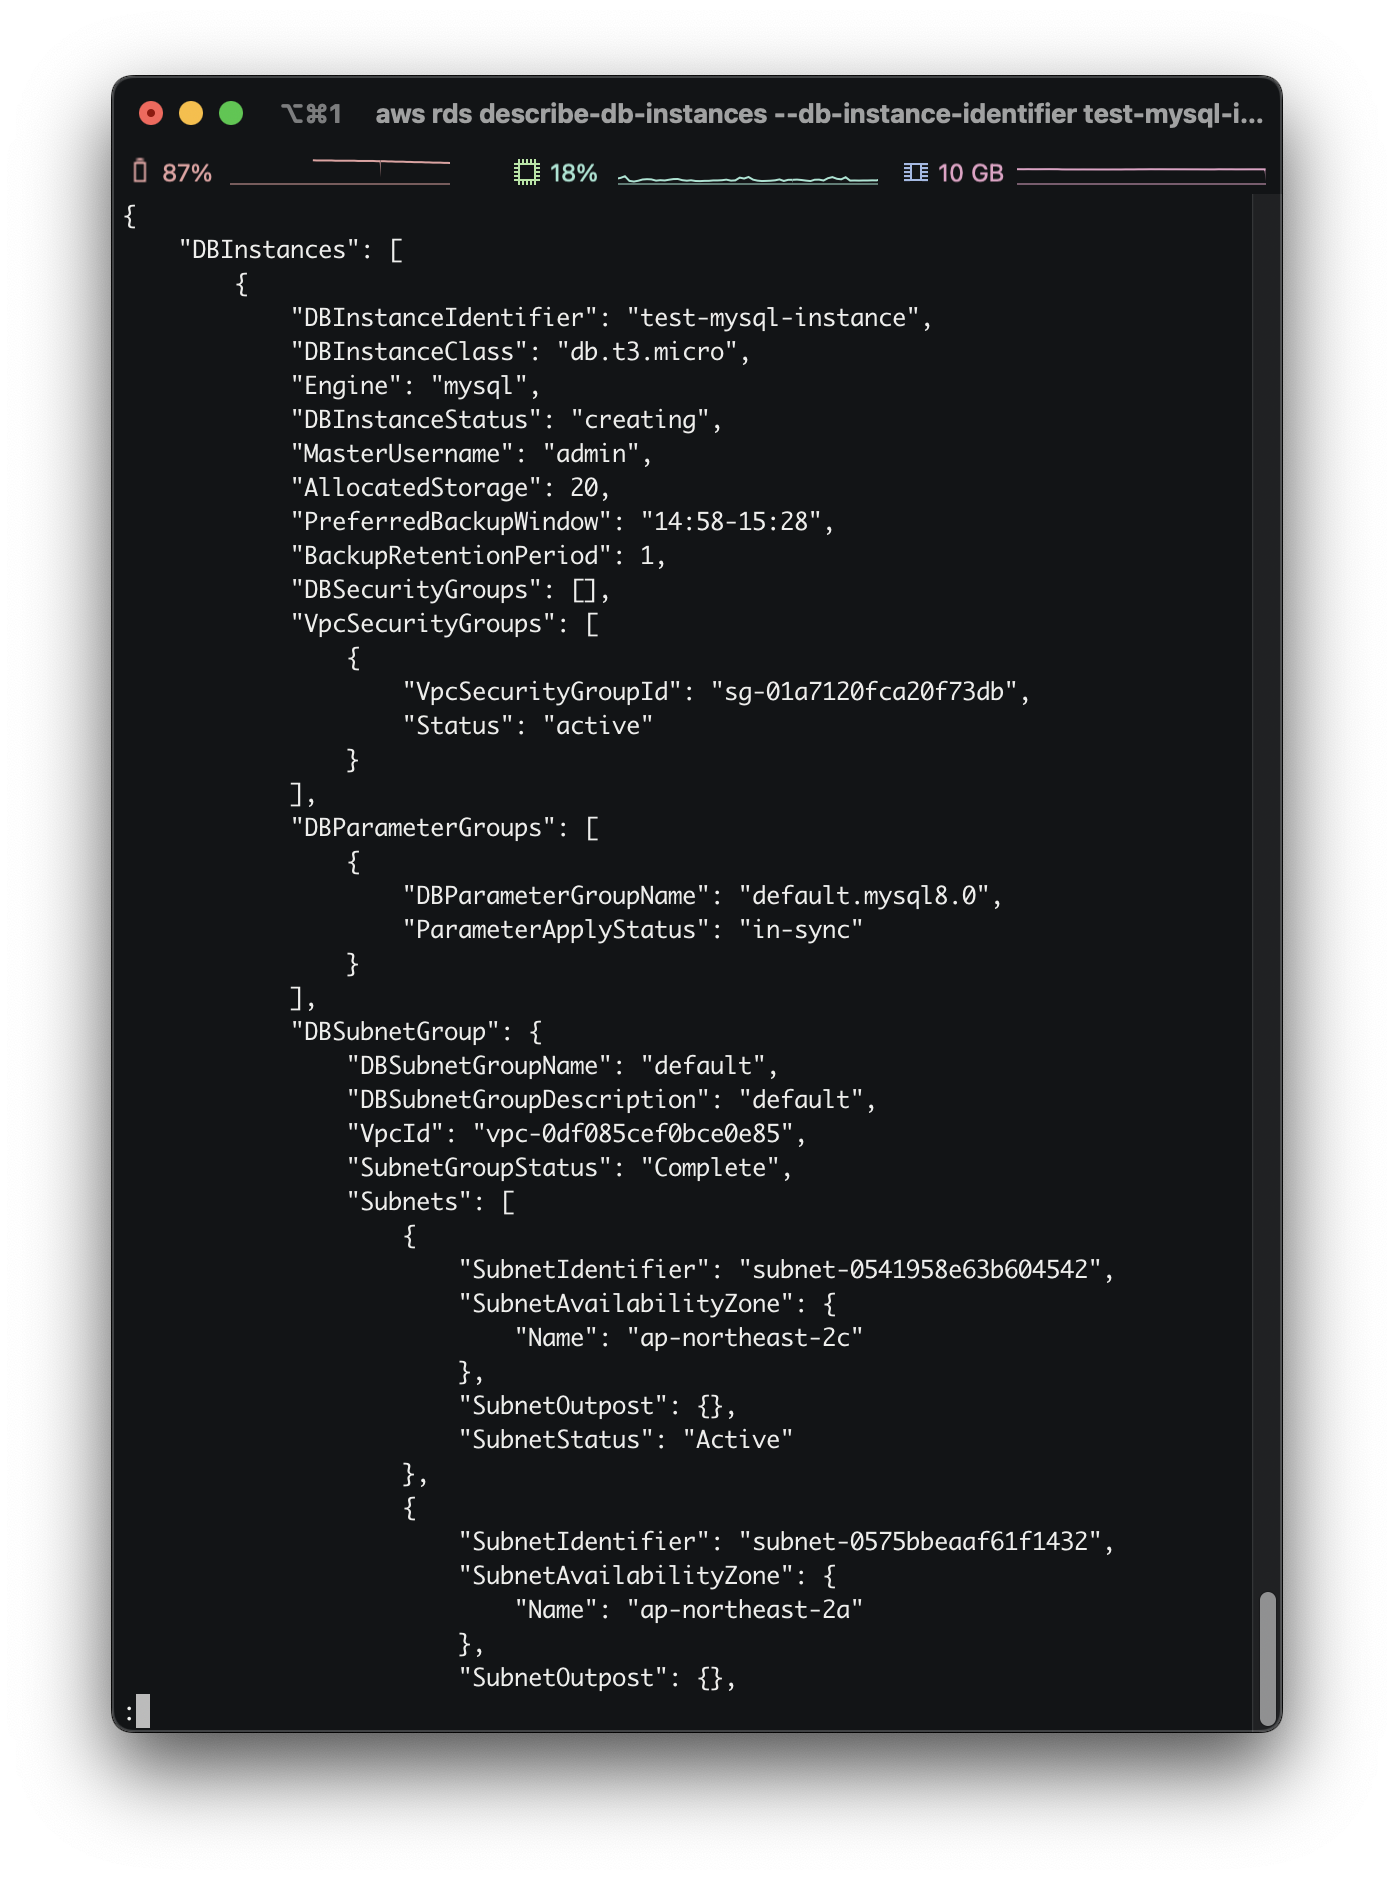 ⌥⌘1 aws rds describe-db-instances --db-instance-identifier test-mysql-i...
87% 18% 10 GB
{
    "DBInstances": [
        {
            "DBInstanceIdentifier": "test-mysql-instance",
            "DBInstanceClass": "db.t3.micro",
            "Engine": "mysql",
            "DBInstanceStatus": "creating",
            "MasterUsername": "admin",
            "AllocatedStorage": 20,
            "PreferredBackupWindow": "14:58-15:28",
            "BackupRetentionPeriod": 1,
            "DBSecurityGroups": [],
            "VpcSecurityGroups": [
                {
                    "VpcSecurityGroupId": "sg-01a7120fca20f73db",
                    "Status": "active"
                }
            ],
            "DBParameterGroups": [
                {
                    "DBParameterGroupName": "default.mysql8.0",
                    "ParameterApplyStatus": "in-sync"
                }
            ],
            "DBSubnetGroup": {
                "DBSubnetGroupName": "default",
                "DBSubnetGroupDescription": "default",
                "VpcId": "vpc-0df085cef0bce0e85",
                "SubnetGroupStatus": "Complete",
                "Subnets": [
                    {
                        "SubnetIdentifier": "subnet-0541958e63b604542",
                        "SubnetAvailabilityZone": {
                            "Name": "ap-northeast-2c"
                        },
                        "SubnetOutpost": {},
                        "SubnetStatus": "Active"
                    },
                    {
                        "SubnetIdentifier": "subnet-0575bbeaaf61f1432",
                        "SubnetAvailabilityZone": {
                            "Name": "ap-northeast-2a"
                        },
                        "SubnetOutpost": {},
: